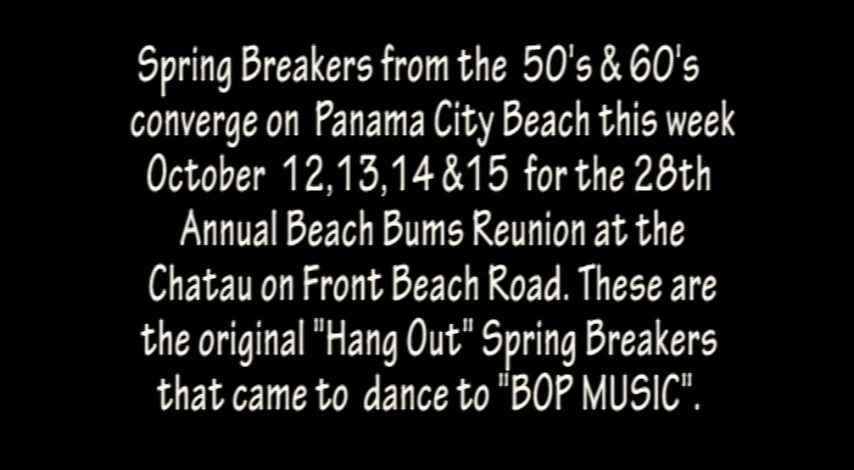 Spring Breakers from the 50's & 60's
converge on Panama City Beach this week
October 12,13,14 &15 for the 28th
Annual Beach Bums Reunion at the
Chatau on Front Beach Road. These are
the original "Hang Out" Spring Breakers
that came to dance to "BOP MUSIC".